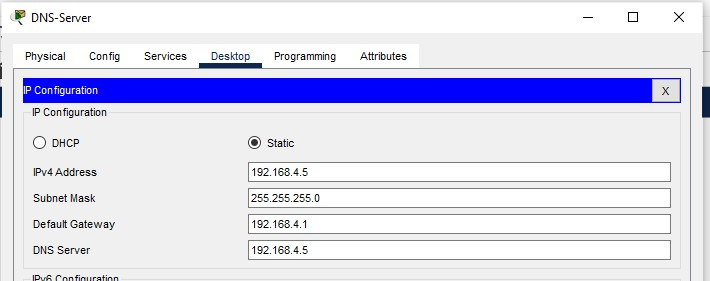 DNS-Server
Physical Config Services Desktop Programming Attributes
IP Configuration X
IP Configuration
DHCP Static
IPv4 Address 192.168.4.5
Subnet Mask 255.255.255.0
Default Gateway 192.168.4.1
DNS Server 192.168.4.5
IPv6 Configuration